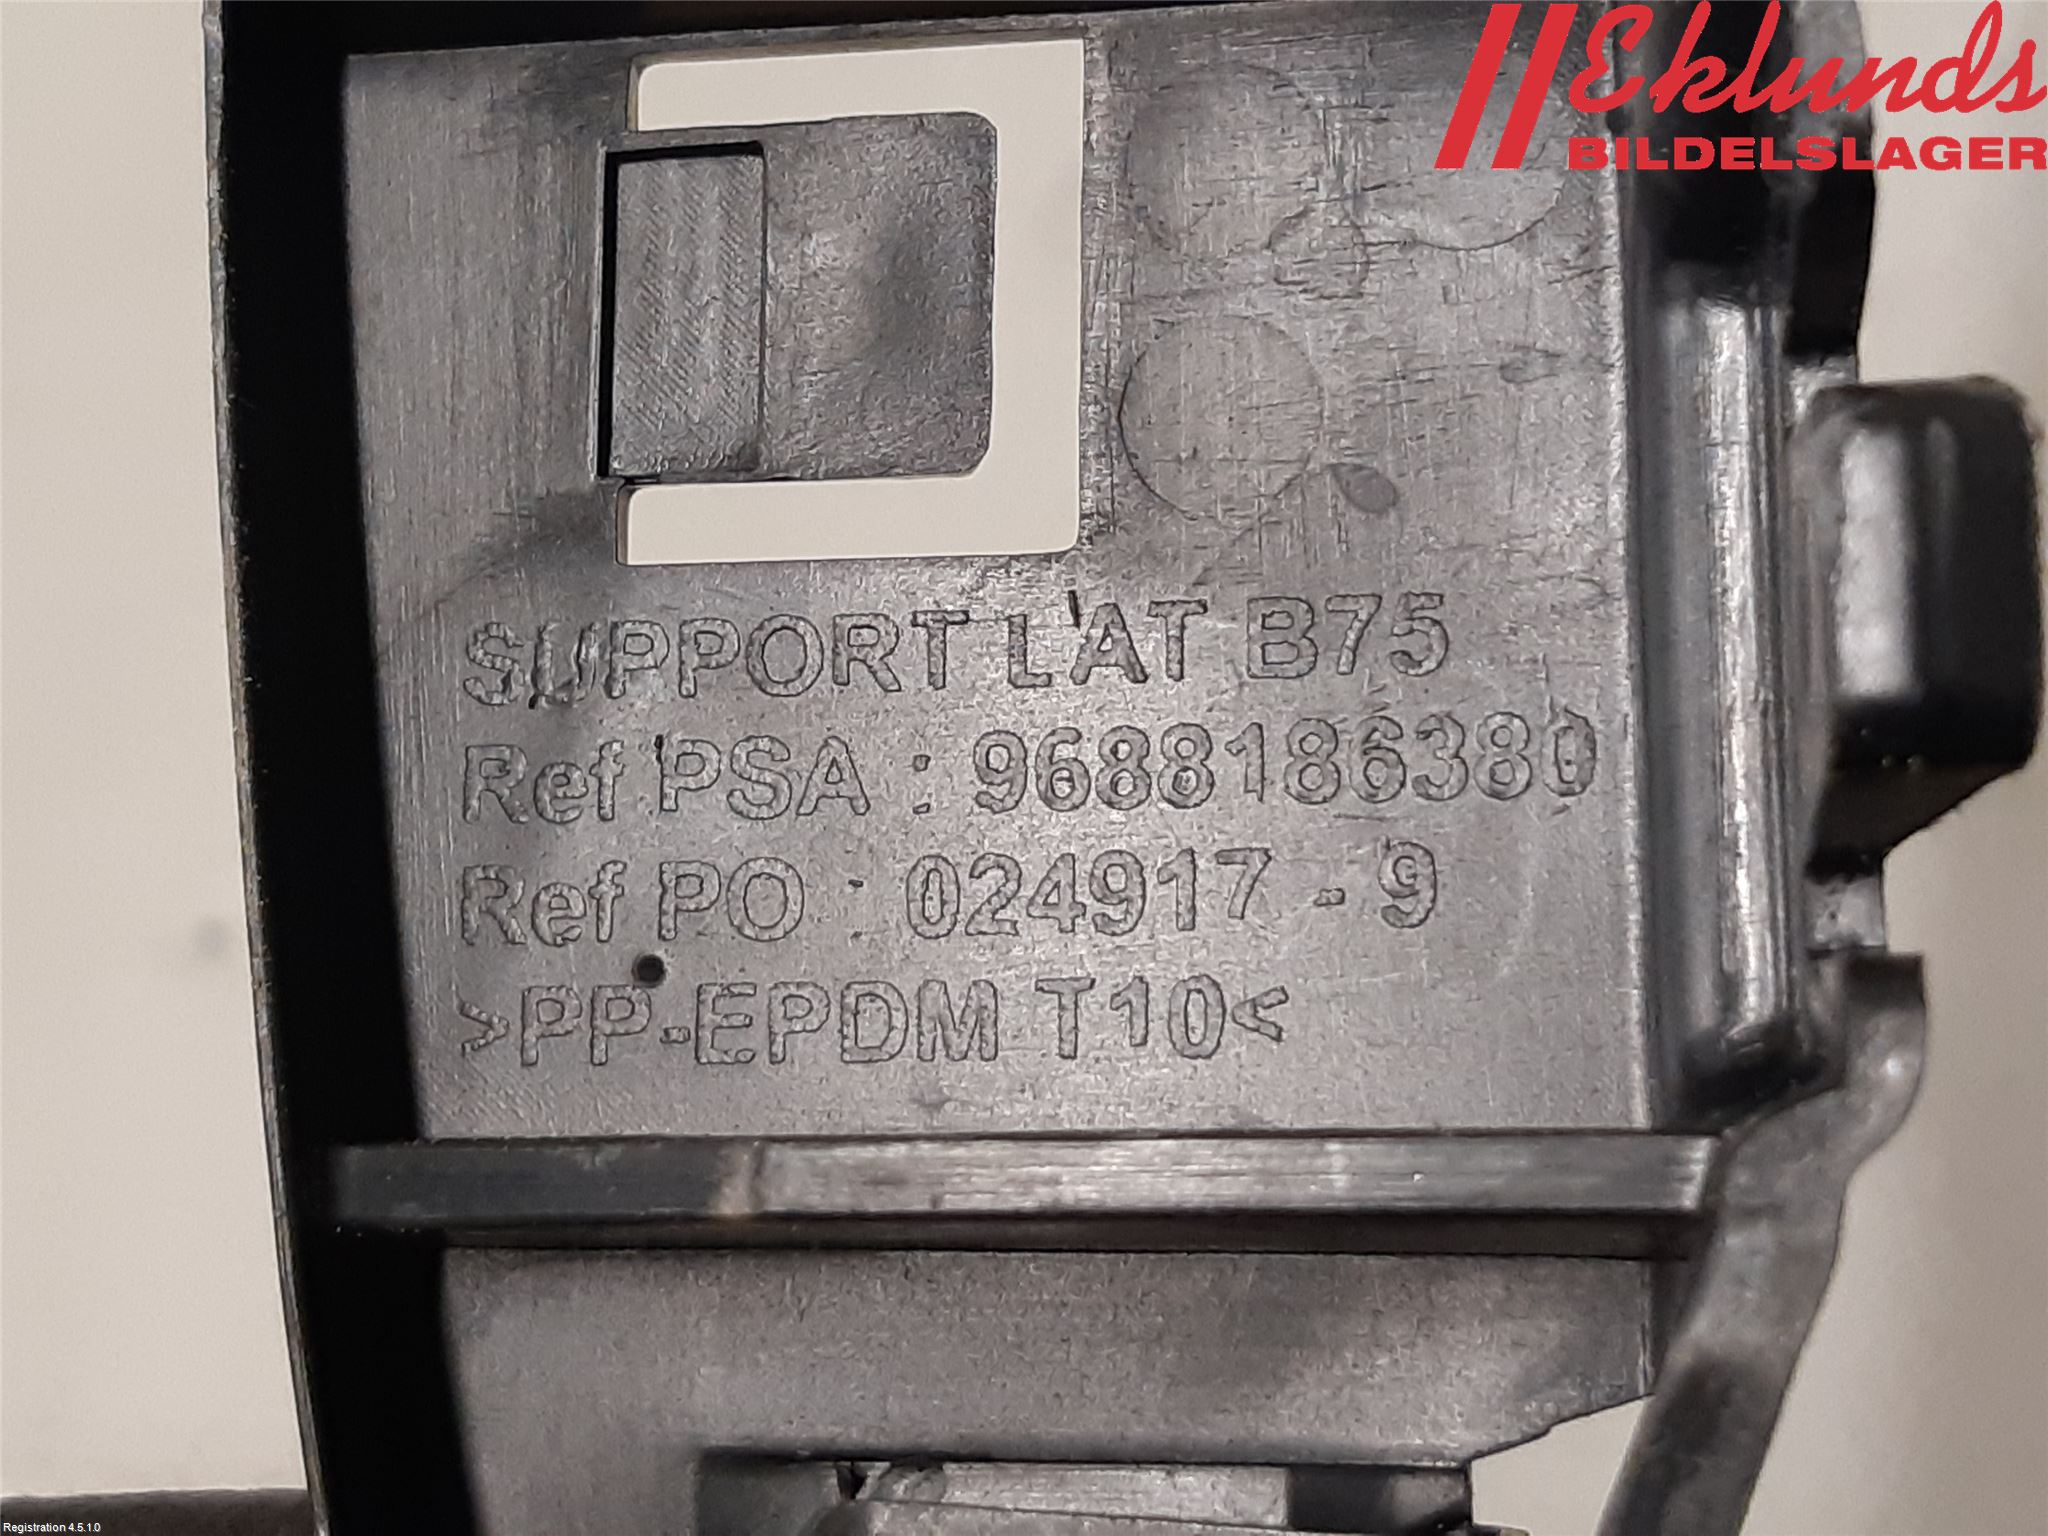 Eklunds
BILDELSLAGER
SUPPORT LAT B75
Ref PSA : 9688186380
Ref PO : 024917 - 9
>PP-EPDM T10<
Registration 4.5.1.0